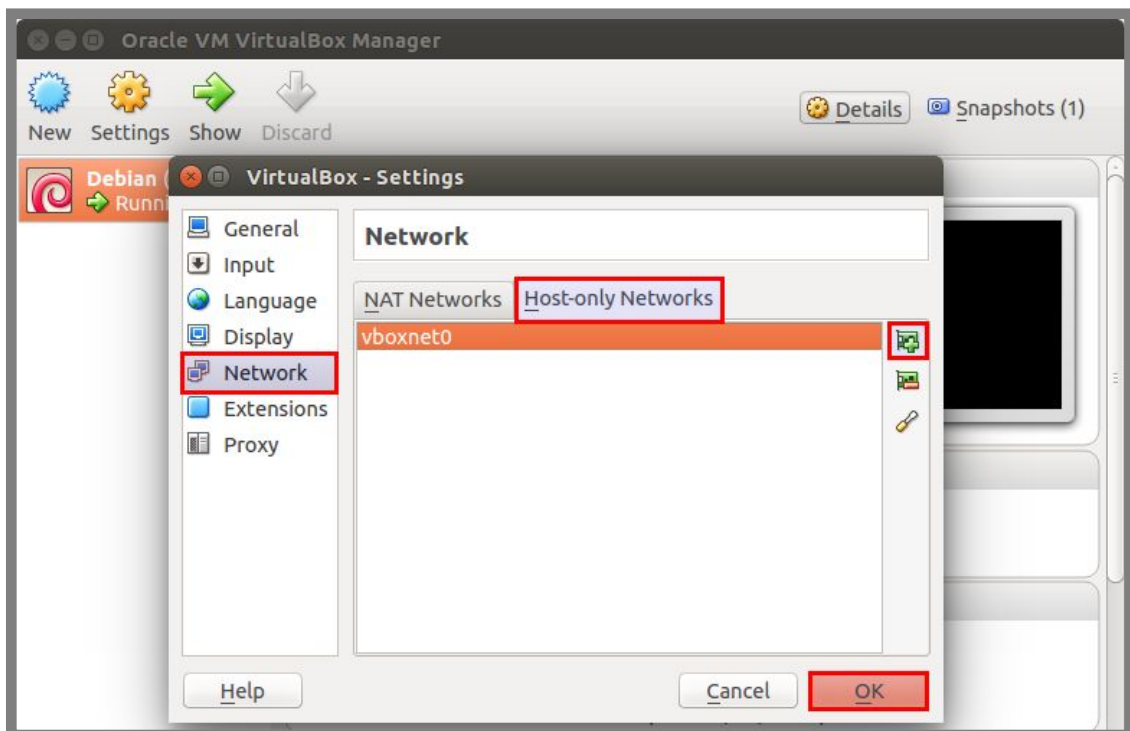 Oracle VM VirtualBox Manager
New Settings Show Discard
Details Snapshots (1)
Debian (
Runni
VirtualBox - Settings
General
Input
Language
Display
Network
Extensions
Proxy
Network
NAT Networks Host-only Networks
vboxnet0
Help Cancel OK